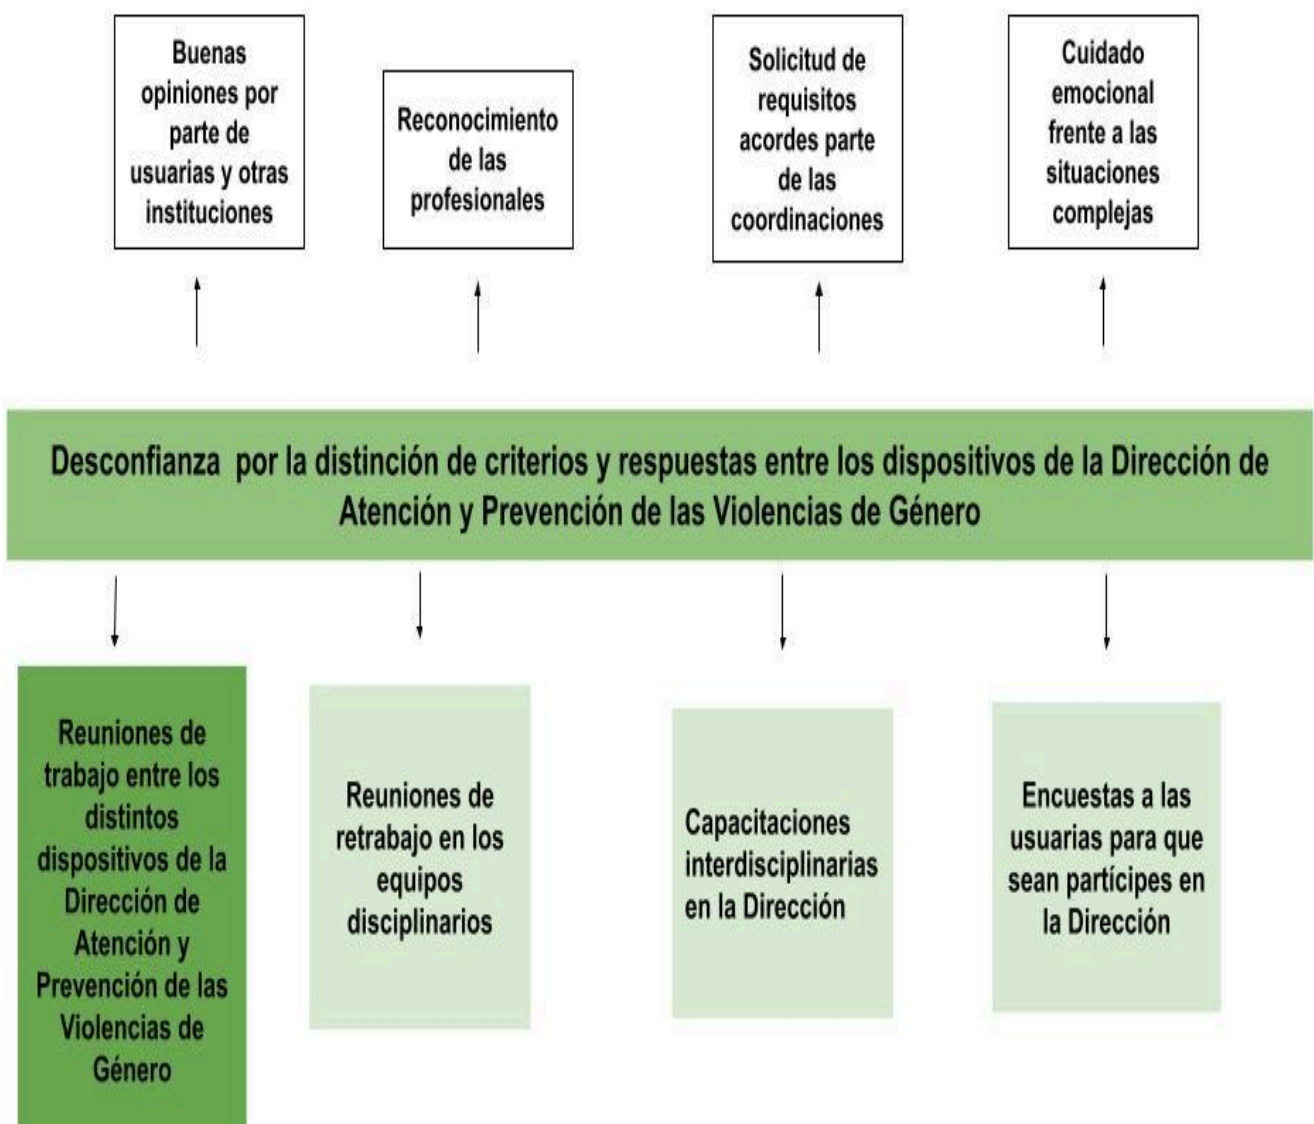 Buenas
opiniones por
parte de
usuarias y otras
instituciones
Reconocimiento
de las
profesionales
Solicitud de
requisitos
acordes parte
de las
coordinaciones
Cuidado
emocional
frente a las
situaciones
complejas
Desconfianza por la distinción de criterios y respuestas entre los dispositivos de la Dirección de
Atención y Prevención de las Violencias de Género
Reuniones de
trabajo entre los
distintos
dispositivos de la
Dirección de
Atención y
Prevención de las
Violencias de
Género
Reuniones de
retrabajo en los
equipos
disciplinarios
Capacitaciones
interdisciplinarias
en la Dirección
Encuestas a las
usuarias para que
sean partícipes en
la Dirección